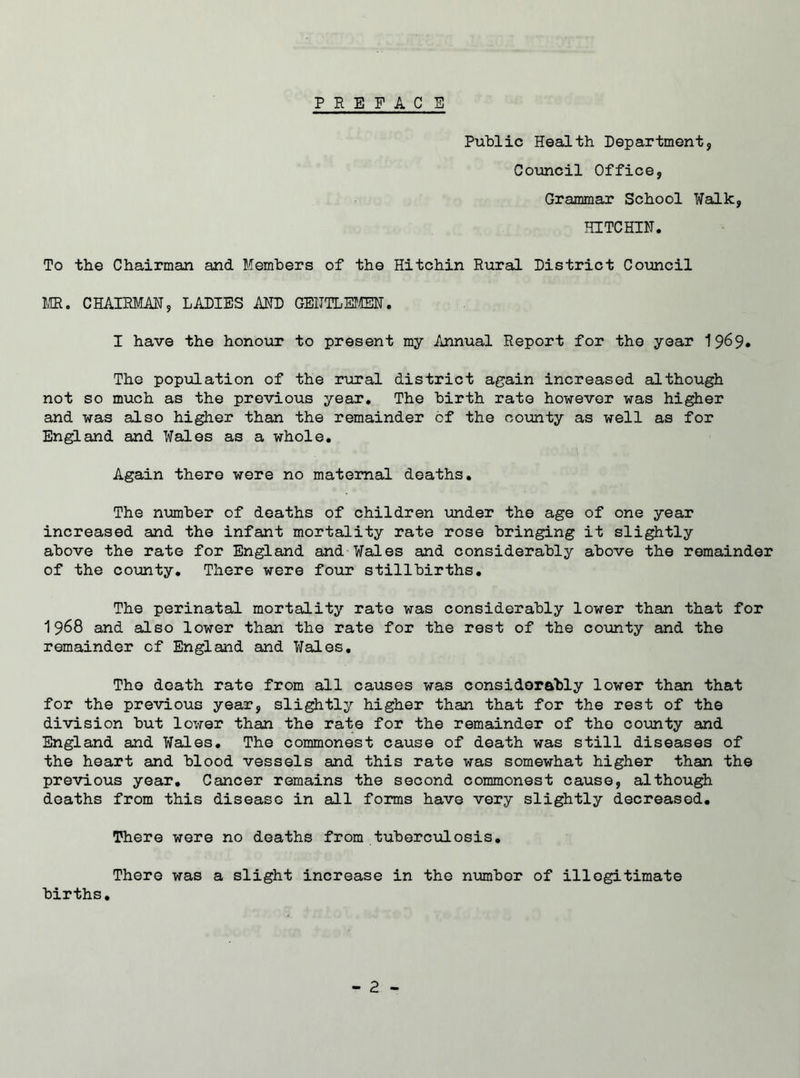 PREFACE
Public Health Department,
Council Office,
Grammar School Walk,
HITCHIN.
To the Chairman and Members of the Hitchin Rural District Council
MR. CHAIRMAN, LADIES AND GENTLEMEN.
I have the honour to present my Annual Report for the year 1969.
The population of the rural district again increased although
not so much as the previous year. The birth rate however was higher
and was also higher than the remainder of the county as well as for
England and Wales as a whole.
Again there were no maternal deaths.
The number of deaths of children under the age of one year
increased and the infant mortality rate rose bringing it slightly
above the rate for England and Wales and considerably above the remainder
of the county. There were four stillbirths.
The perinatal mortality rate was considerably lower than that for
1968 and also lower than the rate for the rest of the county and the
remainder of England and Wales.
The death rate from all causes was considerably lower than that
for the previous year, slightly higher than that for the rest of the
division but lower than the rate for the remainder of the county and
England and Wales. The commonest cause of death was still diseases of
the heart and blood vessels and this rate was somewhat higher than the
previous year. Cancer remains the second commonest cause, although
deaths from this disease in all forms have very slightly decreased.
There were no deaths from tuberculosis.
There was a slight increase in the number of illegitimate
births.
- 2 -